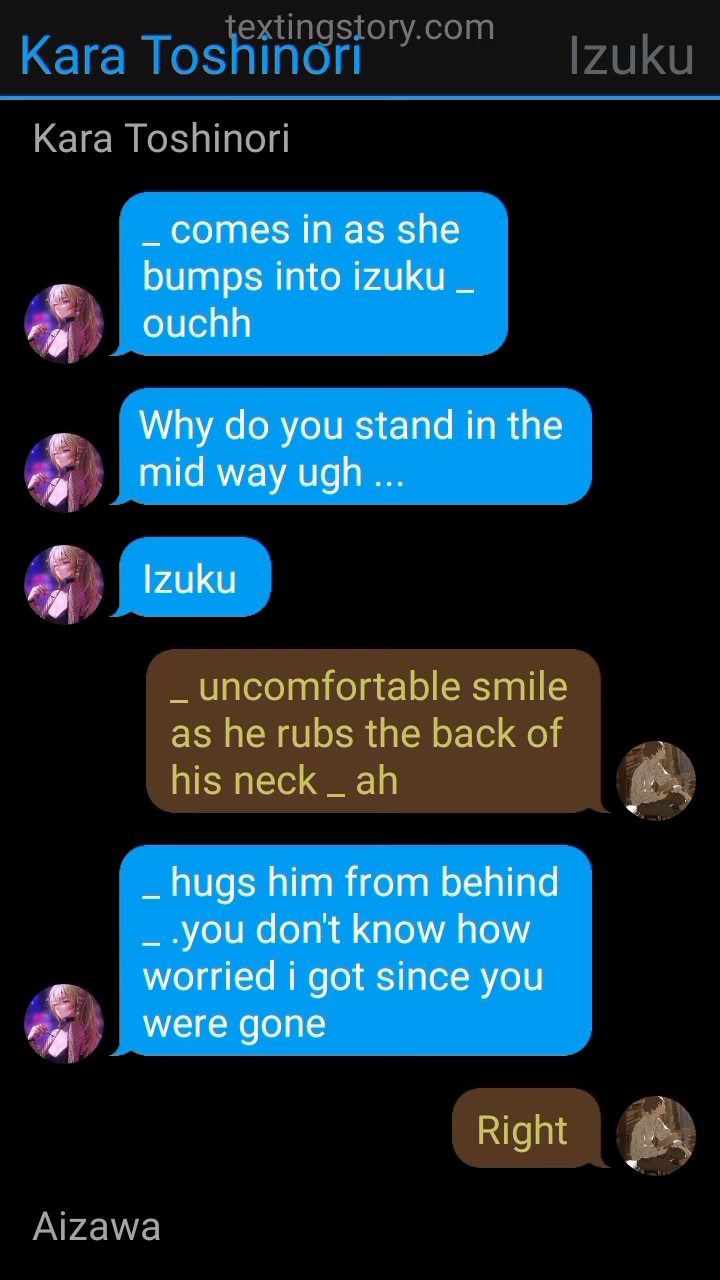 textingstory.com
Kara Toshinori
Izuku
Kara Toshinori
_ comes in as she
bumps into izuku _
ouchh
Why do you stand in the
mid way ugh ...
Izuku
_ uncomfortable smile
as he rubs the back of
his neck _ ah
_ hugs him from behind
_ .you don't know how
worried i got since you
were gone
Right
Aizawa